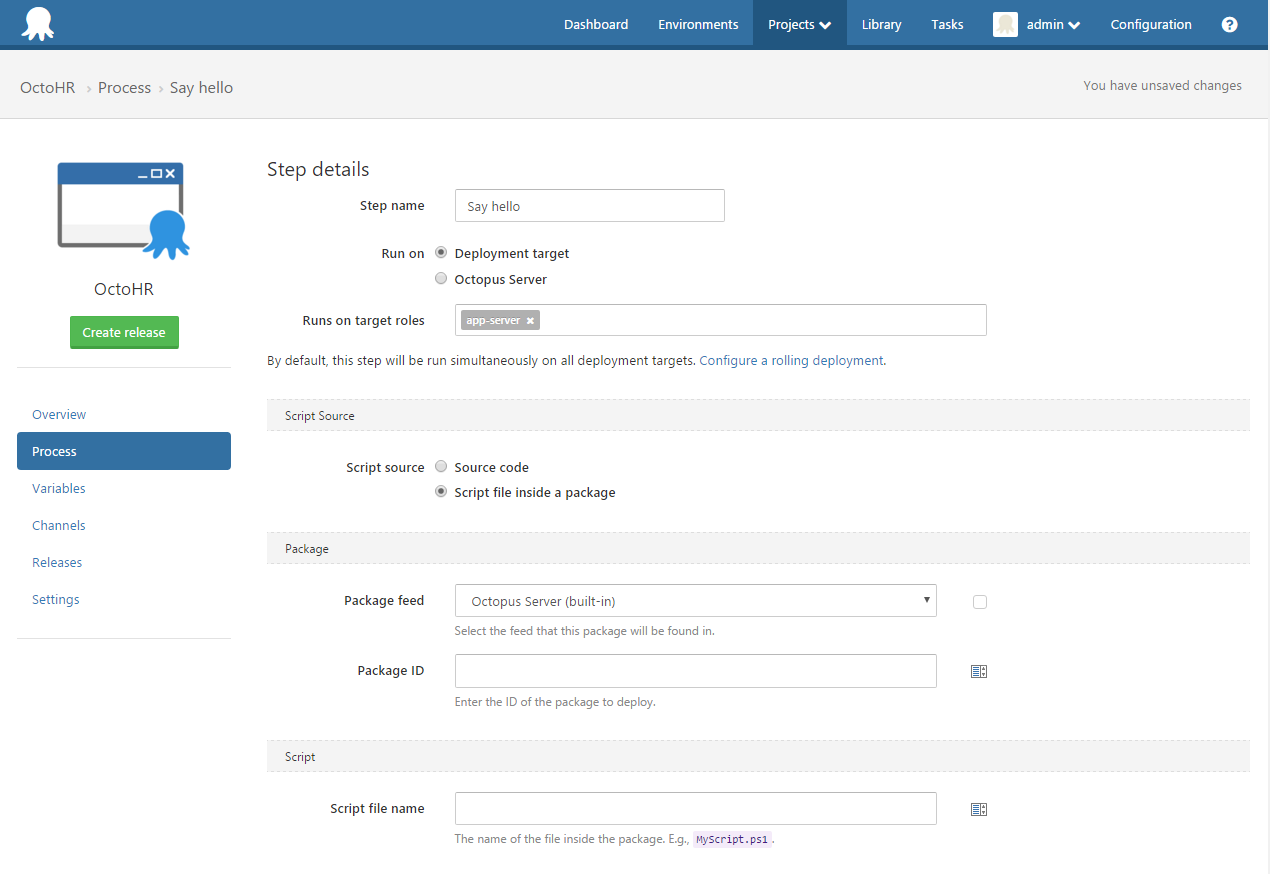 Dashboard Environments Projects Library Tasks admin Configuration ?
OctoHR › Process › Say hello
You have unsaved changes
OctoHR
Create release
Overview
Process
Variables
Channels
Releases
Settings
Step details
Step name Say hello
Run on Deployment target
Octopus Server
Runs on target roles app-server ×
By default, this step will be run simultaneously on all deployment targets. Configure a rolling deployment.
Script Source
Script source Source code
Script file inside a package
Package
Package feed Octopus Server (built-in)
Select the feed that this package will be found in.
Package ID
Enter the ID of the package to deploy.
Script
Script file name
The name of the file inside the package. E.g., MyScript.ps1.